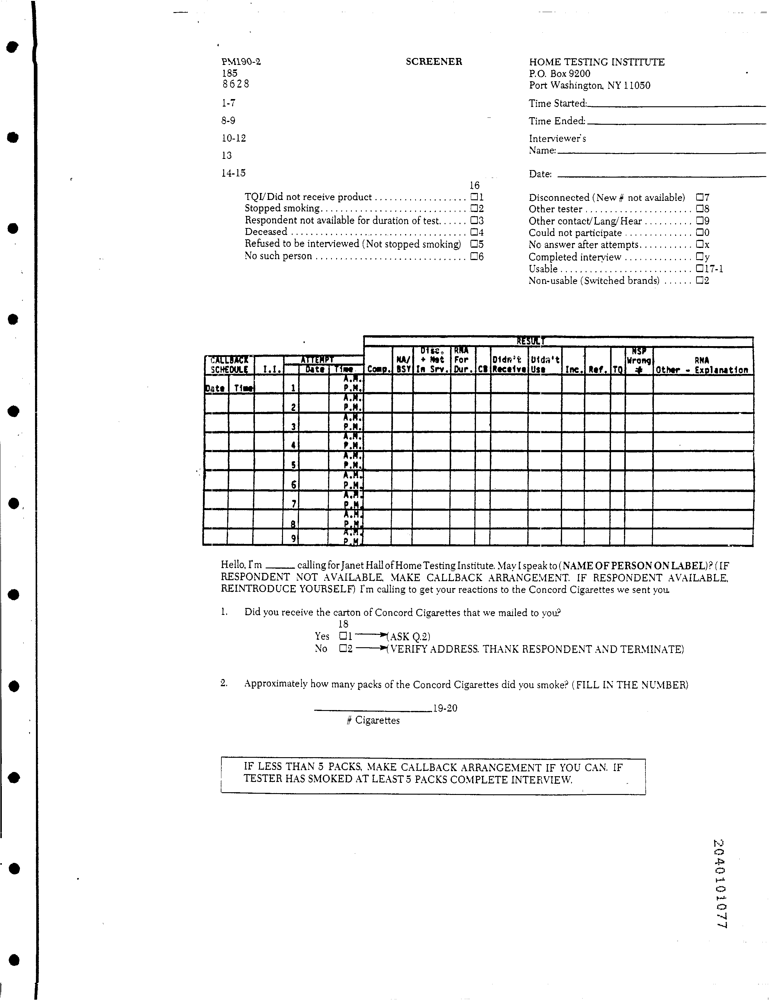 PM190-2 SCREENER HOME TESTING INSTITUTE
185 P.O. Box 9200
8628 Port Washington, NY 11050
1-7 Time Started:
8-9 Time Ended:
10-12 Interviewer's
Name:
13
14-15 Date:
16
TQI/Did not receive product . . . . . . . . . . . . . . . . . . ☐1 Disconnected (New # not available) ☐7
Stopped smoking. . . . . . . . . . . . . . . . . . . . . . . . . . . . ☐2 Other tester . . . . . . . . . . . . . . . . . . . . ☐8
Respondent not available for duration of test. . . . . . ☐3 Other contact/Lang/Hear . . . . . . . . . ☐9
Deceased . . . . . . . . . . . . . . . . . . . . . . . . . . . . . . . . . . ☐4 Could not participate . . . . . . . . . . . . . ☐0
Refused to be interviewed (Not stopped smoking) ☐5 No answer after attempts. . . . . . . . . . ☐x
No such person . . . . . . . . . . . . . . . . . . . . . . . . . . . . . ☐6 Completed interview . . . . . . . . . . . . . ☐y
Usable . . . . . . . . . . . . . . . . . . . . . . . . . ☐17-1
Non-usable (Switched brands) . . . . . . ☐2
RESULT
CALLBACK SCHEDULE I.I. ATTEMPT Date Time Comp. NA/ BSY Disc. + Not In Srv. RNA For Dur. CB Didn't Receive Didn't Use Inc. Ref. TQ NSP Wrong # RNA Other - Explanation
Date Time 1 A.M. P.M.
2 A.M. P.M.
3 A.M. P.M.
4 A.M. P.M.
5 A.M. P.M.
6 A.M. P.M.
7 A.M. P.M.
8 A.M. P.M.
9 A.M. P.M.
Hello, I'm _____ calling for Janet Hall of Home Testing Institute. May I speak to (NAME OF PERSON ON LABEL)? (IF
RESPONDENT NOT AVAILABLE, MAKE CALLBACK ARRANGEMENT. IF RESPONDENT AVAILABLE,
REINTRODUCE YOURSELF) I'm calling to get your reactions to the Concord Cigarettes we sent you.
1. Did you receive the carton of Concord Cigarettes that we mailed to you?
18
Yes ☐1 →(ASK Q.2)
No ☐2 →(VERIFY ADDRESS. THANK RESPONDENT AND TERMINATE)
2. Approximately how many packs of the Concord Cigarettes did you smoke? (FILL IN THE NUMBER)
____________________19-20
# Cigarettes
IF LESS THAN 5 PACKS, MAKE CALLBACK ARRANGEMENT IF YOU CAN. IF
TESTER HAS SMOKED AT LEAST 5 PACKS COMPLETE INTERVIEW.
2040101077